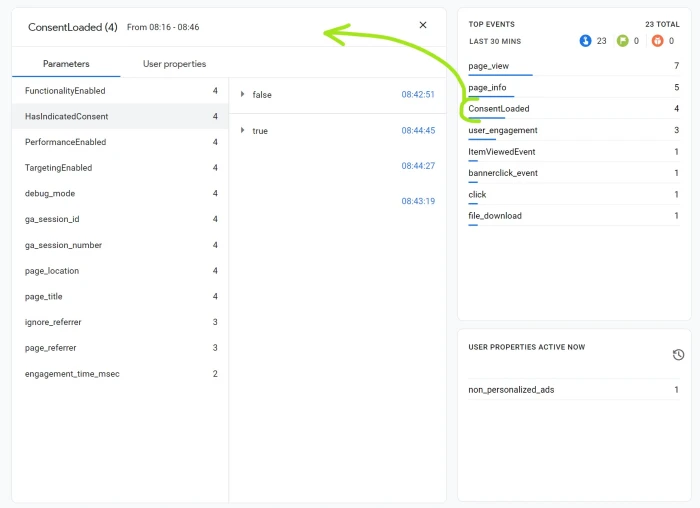 ConsentLoaded (4) From 08:16 - 08:46
Parameters User properties
FunctionalityEnabled 4
HasIndicatedConsent 4
PerformanceEnabled 4
TargetingEnabled 4
debug_mode 4
ga_session_id 4
ga_session_number 4
page_location 4
page_title 4
ignore_referrer 3
page_referrer 3
engagement_time_msec 2
false 08:42:51
true 08:44:45
08:44:27
08:43:19
TOP EVENTS 23 TOTAL
LAST 30 MINS 23 0 0
page_view 7
page_info 5
ConsentLoaded 4
user_engagement 3
ItemViewedEvent 1
bannerclick_event 1
click 1
file_download 1
USER PROPERTIES ACTIVE NOW
non_personalized_ads 1